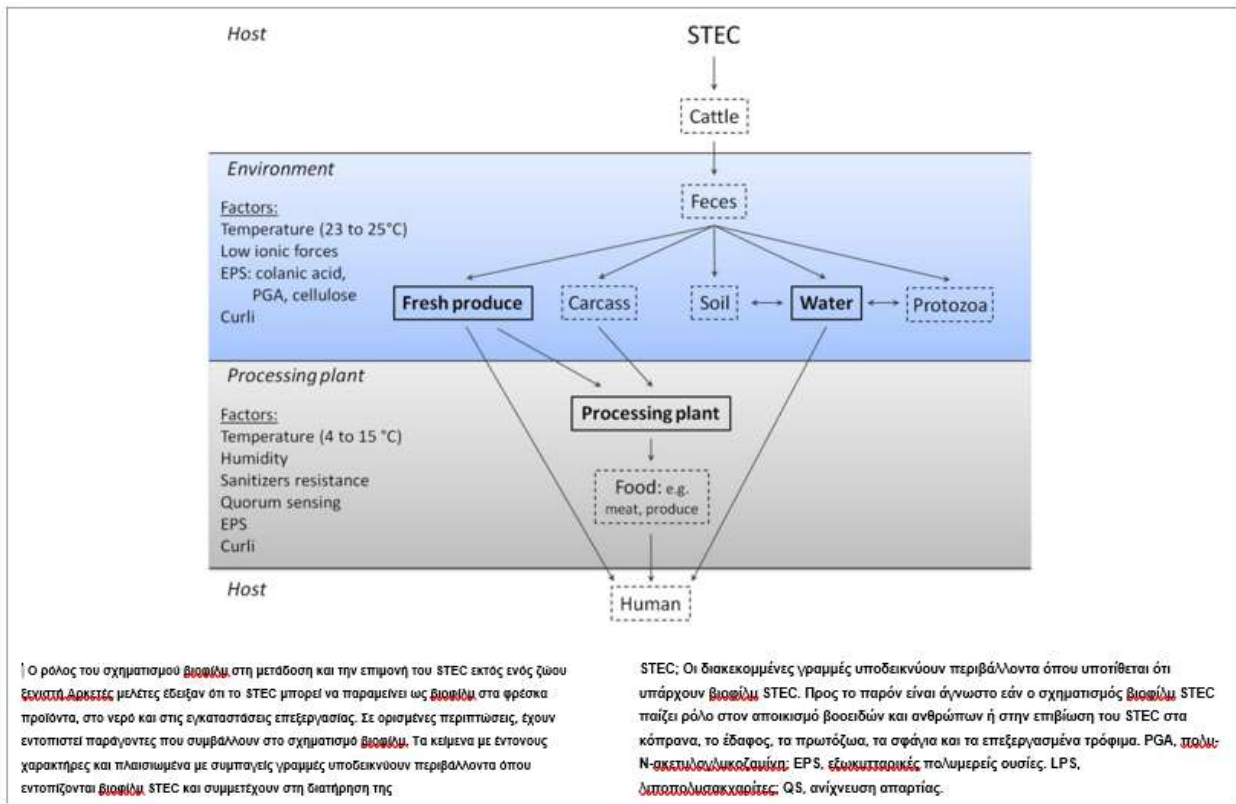 Host
STEC
Cattle
Environment
Feces
Factors:
Temperature (23 to 25°C)
Low ionic forces
EPS: colanic acid,
PGA, cellulose
Curli
Fresh produce
Carcass
Soil
Water
Protozoa
Processing plant
Factors:
Temperature (4 to 15 °C)
Humidity
Sanitizers resistance
Quorum sensing
EPS
Curli
Processing plant
Food: e.g.
meat, produce
Host
Human
Ο ρόλος του σχηματισμού βιοφίλμ στη μετάδοση και την επιμονή του STEC εκτός ενός ζώου
ξενιστή Αρκετές μελέτες έδειξαν ότι το STEC μπορεί να παραμείνει ως βιοφίλμ στα φρέσκα
προϊόντα, στο νερό και στις εγκαταστάσεις επεξεργασίας. Σε ορισμένες περιπτώσεις, έχουν
εντοπιστεί παράγοντες που συμβάλλουν στο σχηματισμό βιοφίλμ. Τα κείμενα με έντονους
χαρακτήρες και πλαισιωμένα με συμπαγείς γραμμές υποδεικνύουν περιβάλλοντα όπου
εντοπίζονται βιοφίλμ STEC και συμμετέχουν στη διατήρηση της
STEC; Οι διακεκομμένες γραμμές υποδεικνύουν περιβάλλοντα όπου υποτίθεται ότι
υπάρχουν βιοφίλμ STEC. Προς το παρόν είναι άγνωστο εάν ο σχηματισμός βιοφίλμ STEC
παίζει ρόλο στον αποικισμό βοοειδών και ανθρώπων ή στην επιβίωση του STEC στα
κόπρανα, το έδαφος, τα πρωτόζωα, τα σφάγια και τα επεξεργασμένα τρόφιμα. PGA, πολυ-
Ν-ακετυλογλυκοζαμίνη; EPS, εξωκυτταρικές πολυμερείς ουσίες. LPS,
λιποπολυσακχαρίτες; QS, ανίχνευση απαρτίας.